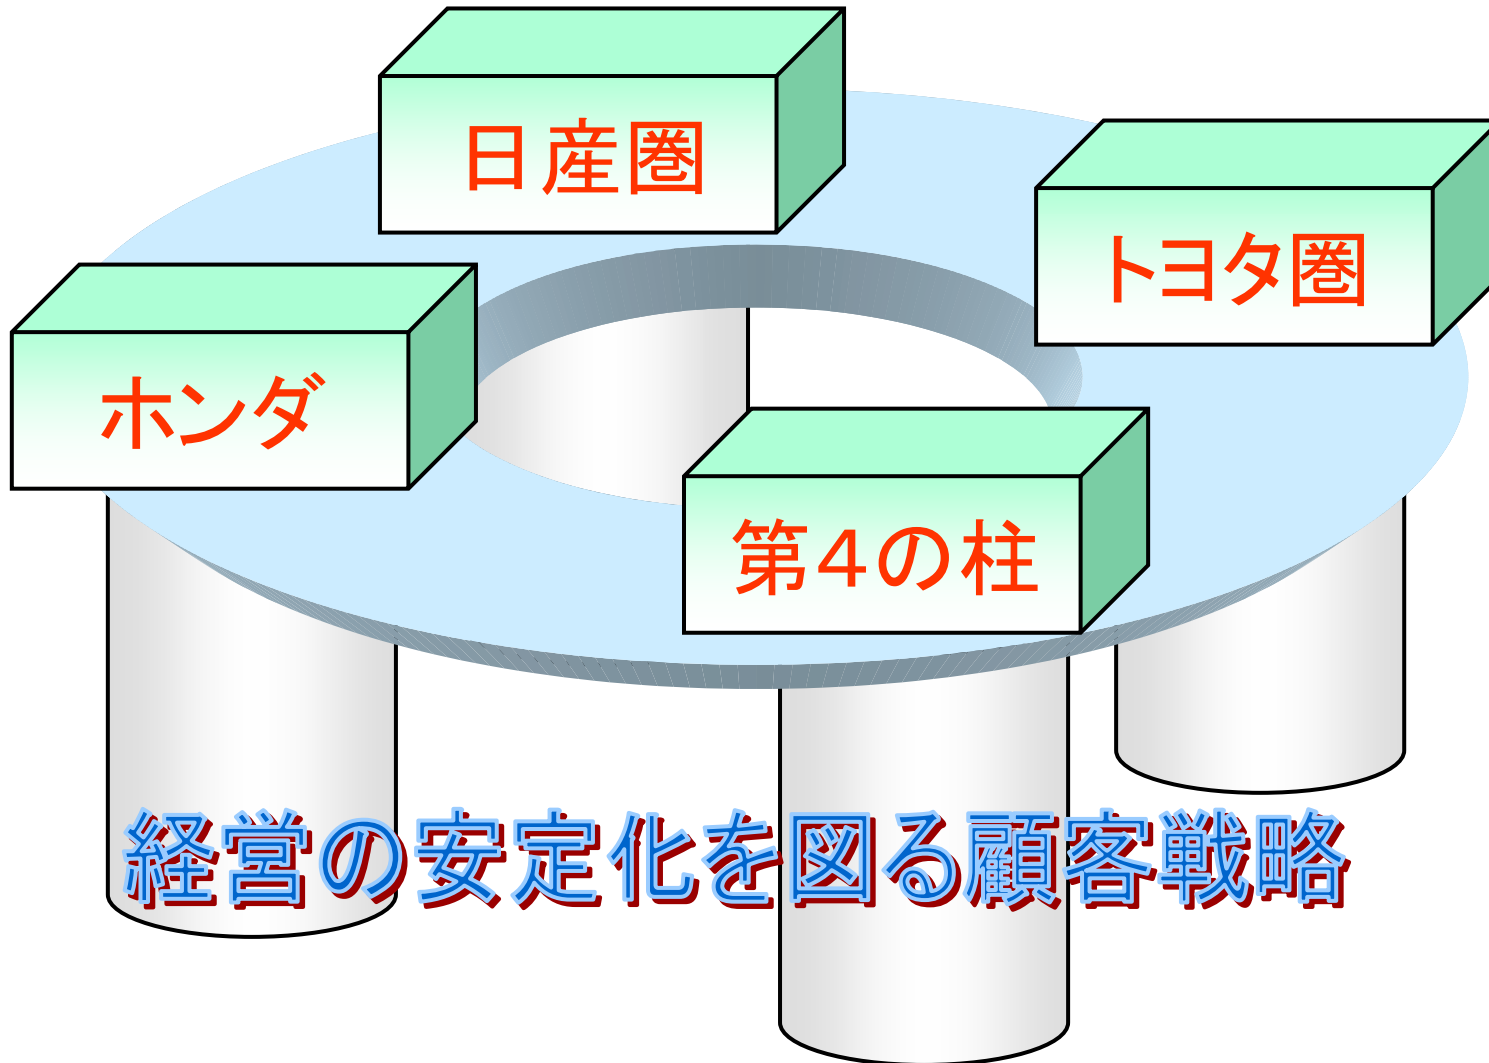 日産圏
トヨタ圏
ホンダ
第4の柱
経営の安定化を図る顧客戦略